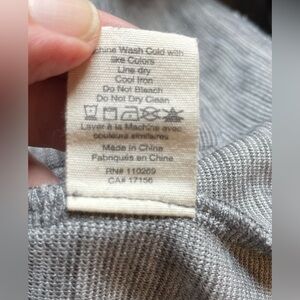 chine Wash Cold with
like Colors
Line dry
Cool Iron
Do Not Bleach
Do Not Dry Clean
Laver à la Machine avec
couleurs similaires
Made in China
Fabriqués en China
RN# 110269
CA# 17156